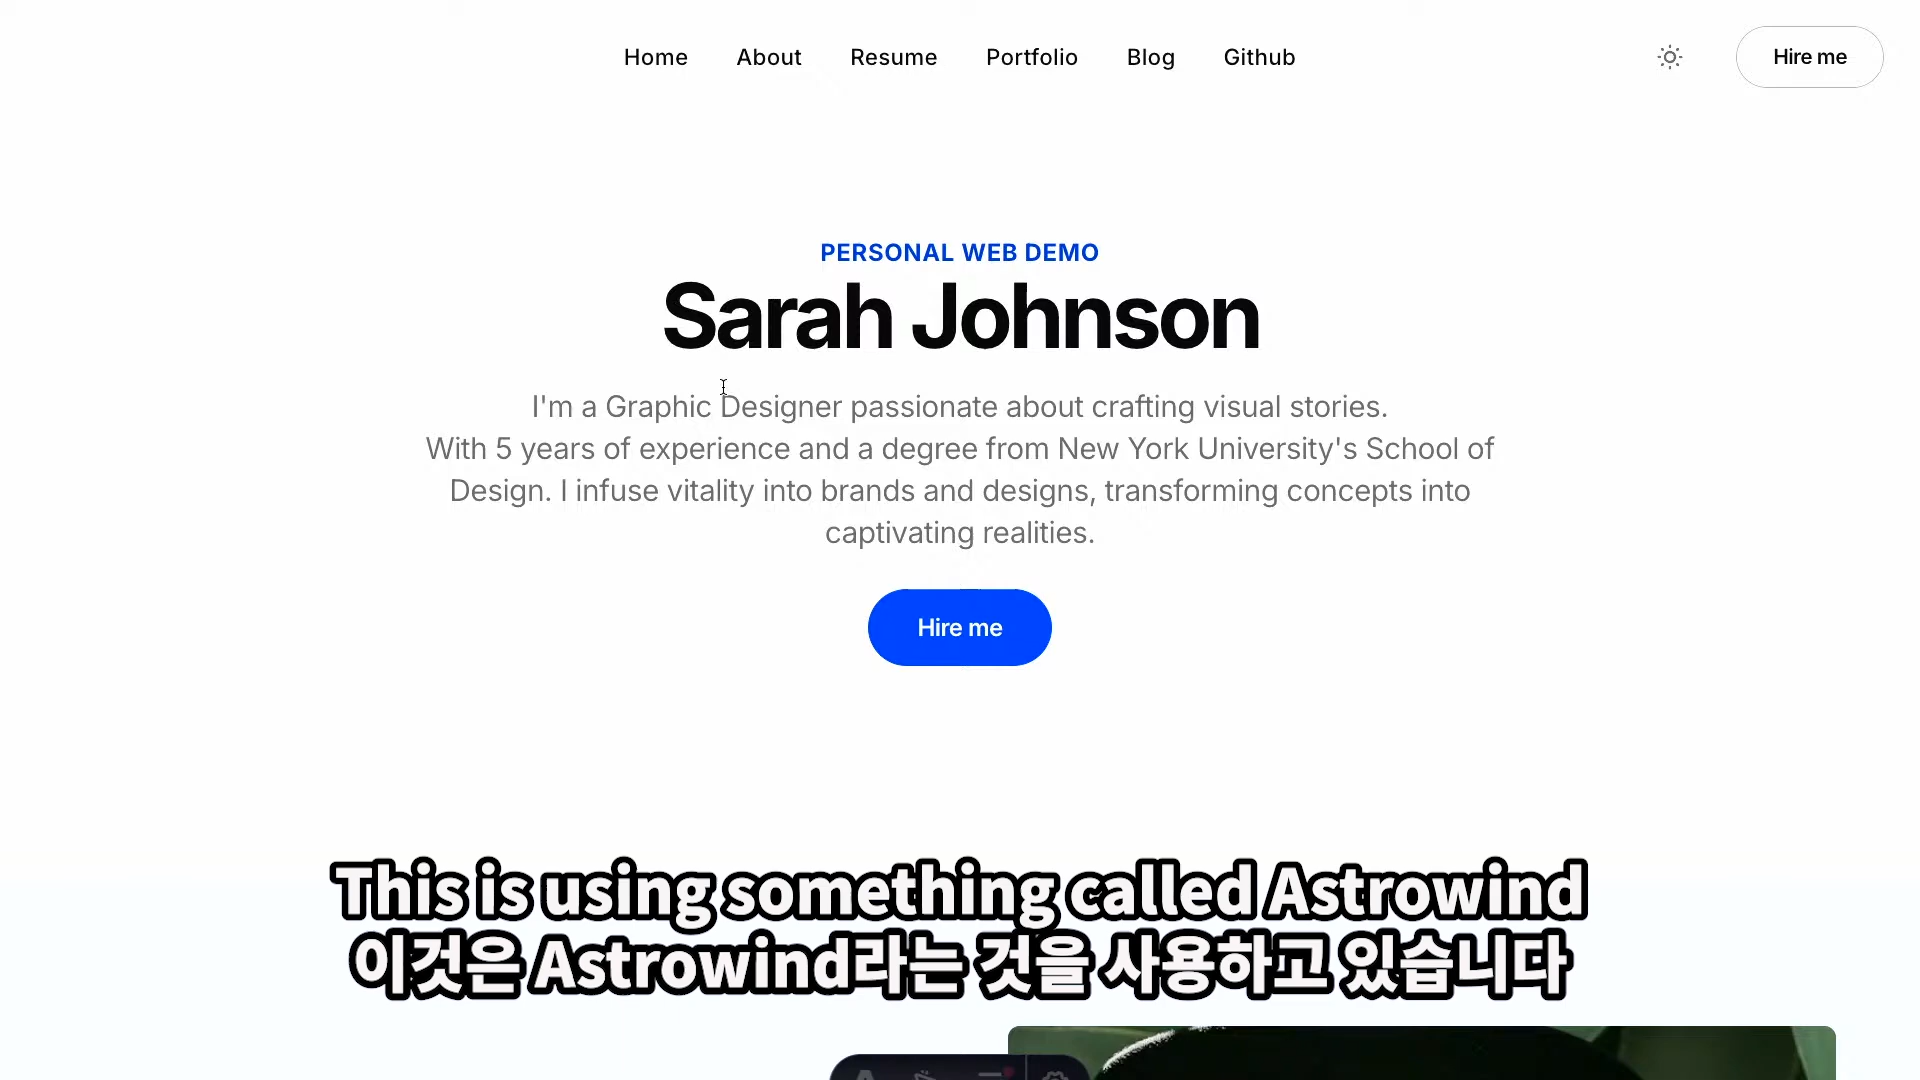 Home About Resume Portfolio Blog Github Hire me
PERSONAL WEB DEMO
Sarah Johnson
I'm a Graphic Designer passionate about crafting visual stories.
With 5 years of experience and a degree from New York University's School of
Design. I infuse vitality into brands and designs, transforming concepts into
captivating realities.
Hire me
This is using something called Astrowind
이것은 Astrowind라는 것을 사용하고 있습니다